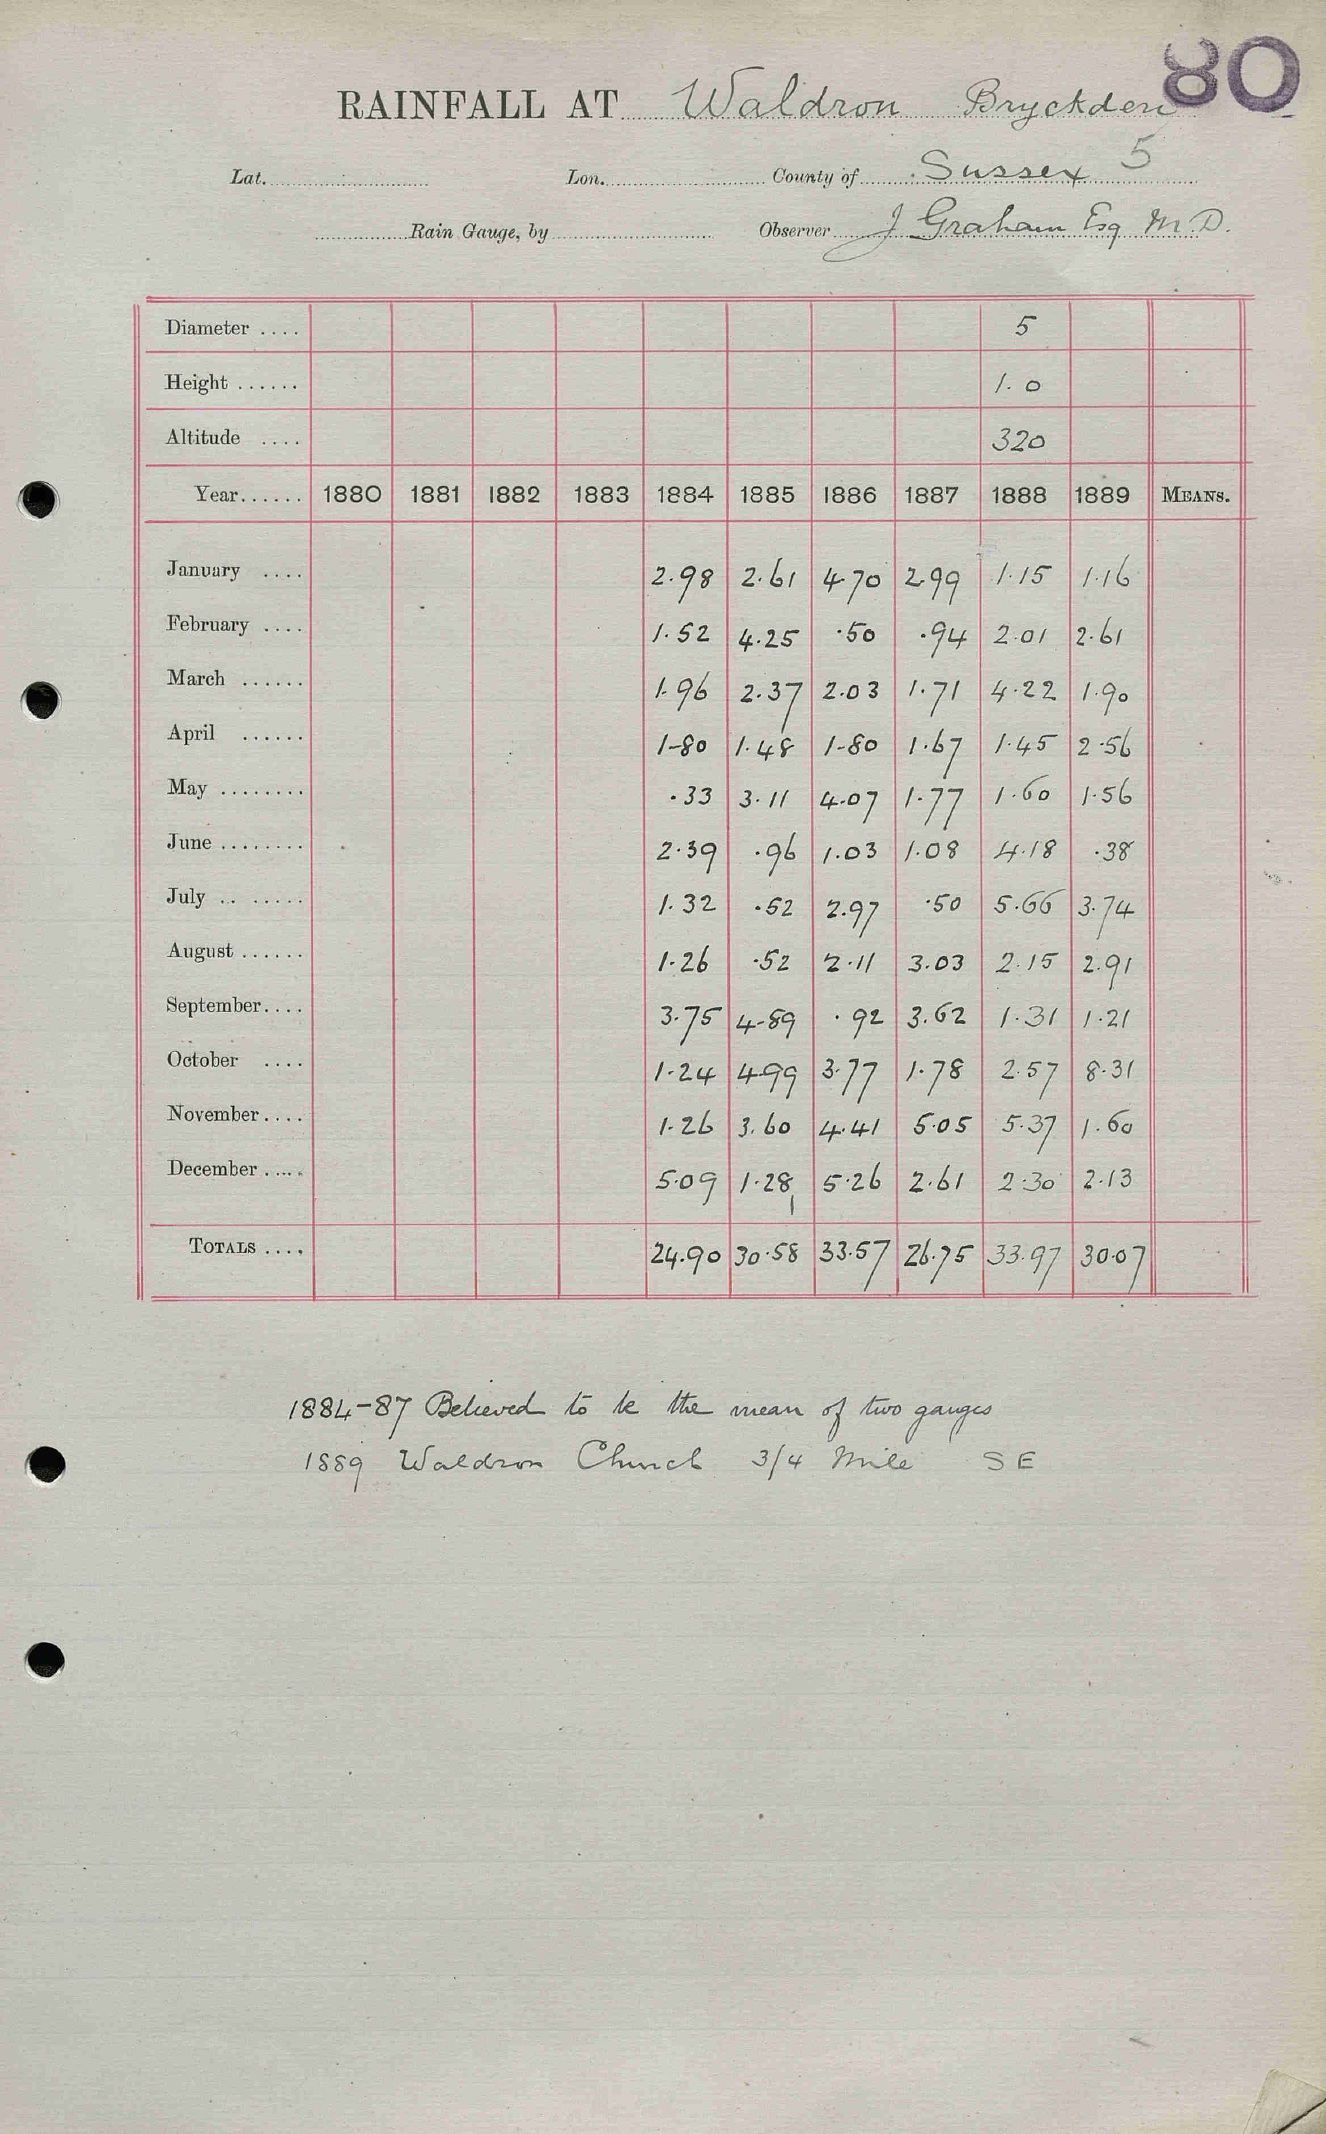 80
RAINFALL AT Waldron Bryckden
Lat. Lon. County of Sussex 5
Rain Gauge, by Observer J Graham Esq M.D.
Diameter .... 5
Height ...... 1.0
Altitude .... 320
Year...... 1880 1881 1882 1883 1884 1885 1886 1887 1888 1889 MEANS.
January .... 2.98 2.61 4.70 2.99 1.15 1.16
February .... 1.52 4.25 .50 .94 2.01 2.61
March ...... 1.96 2.37 2.03 1.71 4.22 1.90
April ...... 1.80 1.48 1.80 1.67 1.45 2.56
May ........ .33 3.11 4.07 1.77 1.60 1.56
June ........ 2.39 .96 1.03 1.08 4.18 .38
July .. ..... 1.32 .52 2.97 .50 5.66 3.74
August ...... 1.26 .52 2.11 3.03 2.15 2.91
September.... 3.75 4.89 .92 3.62 1.31 1.21
October .... 1.24 4.99 3.77 1.78 2.57 8.31
November.... 1.26 3.60 4.41 5.05 5.37 1.60
December ..... 5.09 1.28 5.26 2.61 2.30 2.13
TOTALS .... 24.90 30.58 33.57 26.75 33.97 30.07
1884-87 Believed to be the mean of two gauges
1889 Waldron Church 3/4 Mile SE